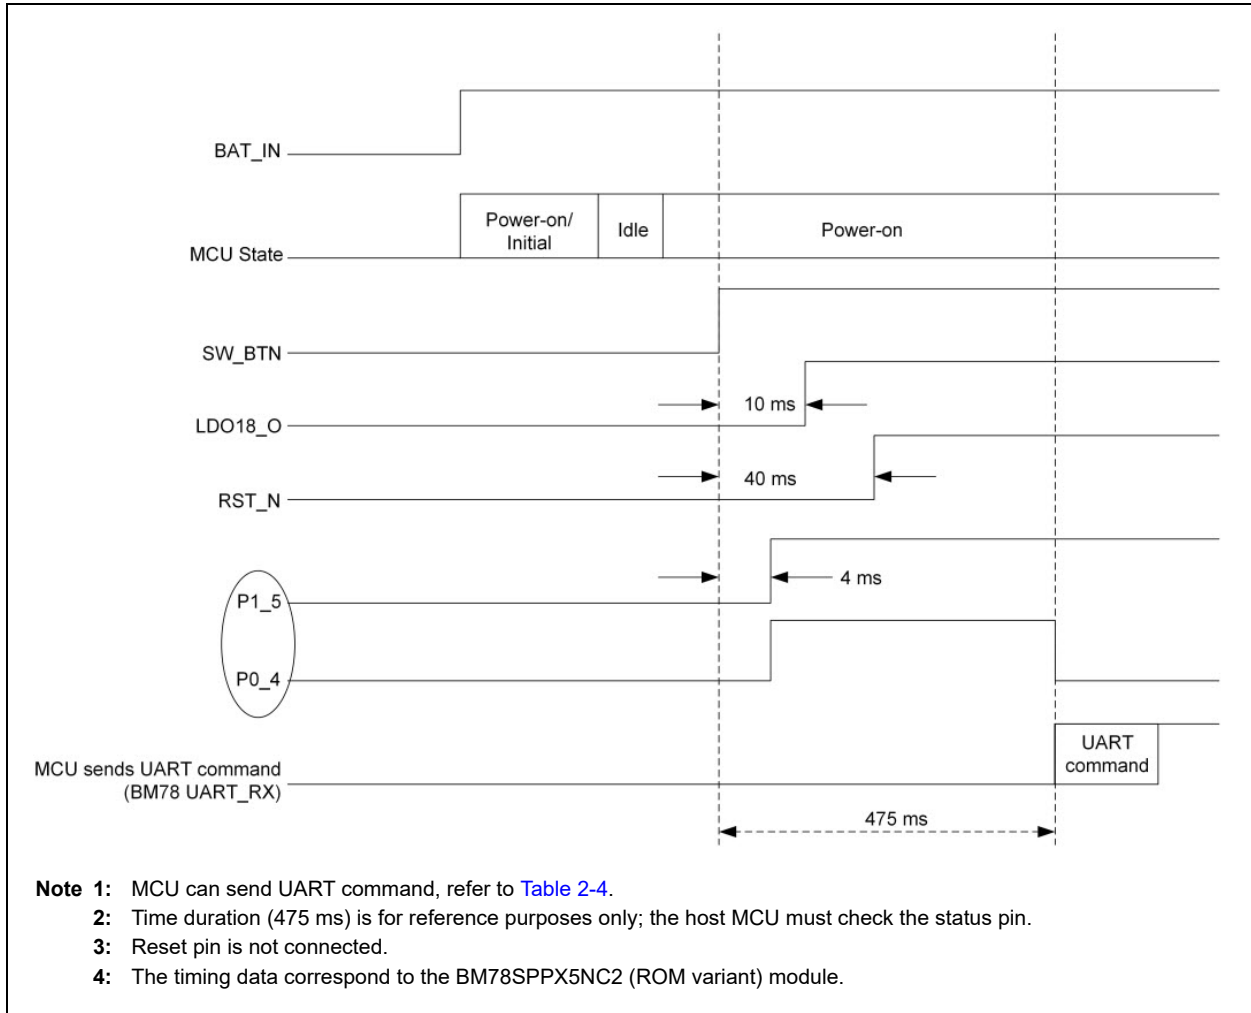 BAT_IN
Power-on/
Initial
Idle
Power-on
MCU State
SW_BTN
10 ms
LDO18_O
40 ms
RST_N
4 ms
P1_5
P0_4
UART
command
MCU sends UART command
(BM78 UART_RX)
475 ms
Note 1: MCU can send UART command, refer to Table 2-4.
2: Time duration (475 ms) is for reference purposes only; the host MCU must check the status pin.
3: Reset pin is not connected.
4: The timing data correspond to the BM78SPPX5NC2 (ROM variant) module.